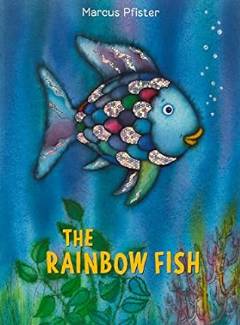 Marcus Pfister
THE
RAINBOW FISH